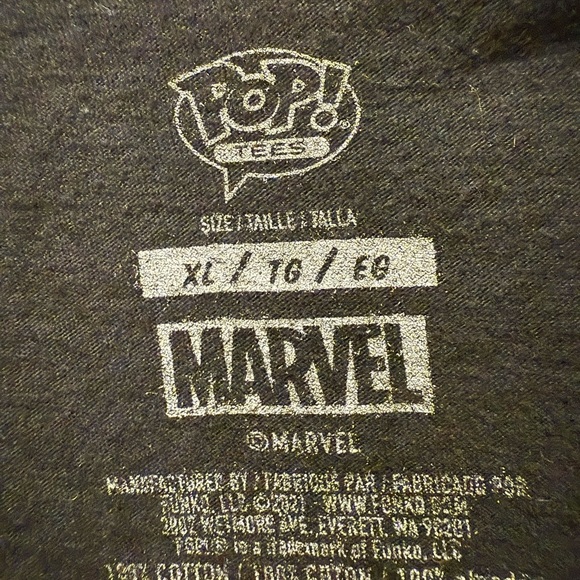 POP!
TEES
SIZE / TAILLE / TALLA
XL / TG / EG
MARVEL
©MARVEL
MANUFACTURED BY / FABRIQUÉ PAR / FABRICADO POR
FUNKO, LLC ©2021 WWW.FUNKO.COM
2802 WETMORE AVE, EVERETT, WA 98201
POP!® is a trademark of Funko, LLC
100% COTTON / 100% COTON / 100%